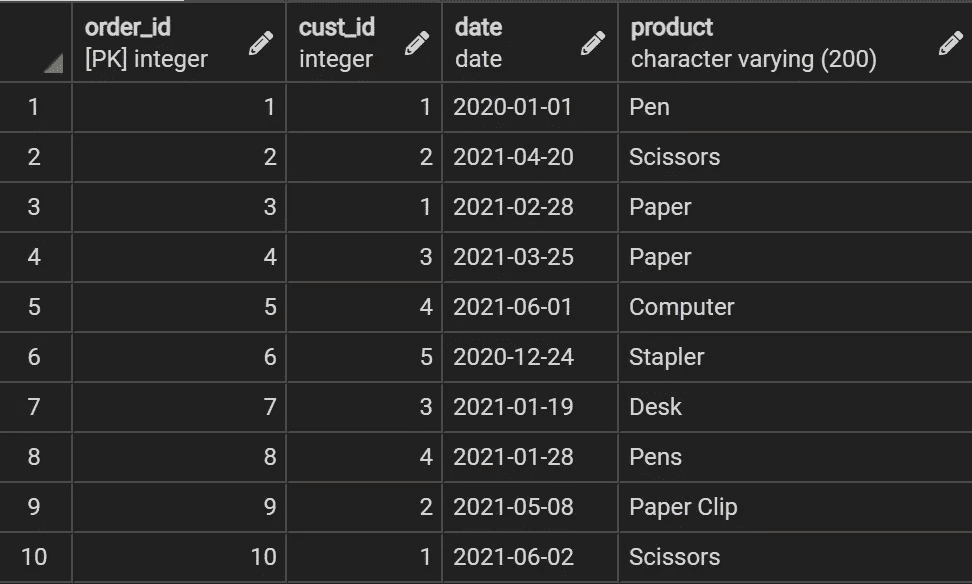 order_id cust_id date product
[PK] integer integer date character varying (200)
1 1 1 2020-01-01 Pen
2 2 2 2021-04-20 Scissors
3 3 1 2021-02-28 Paper
4 4 3 2021-03-25 Paper
5 5 4 2021-06-01 Computer
6 6 5 2020-12-24 Stapler
7 7 3 2021-01-19 Desk
8 8 4 2021-01-28 Pens
9 9 2 2021-05-08 Paper Clip
10 10 1 2021-06-02 Scissors